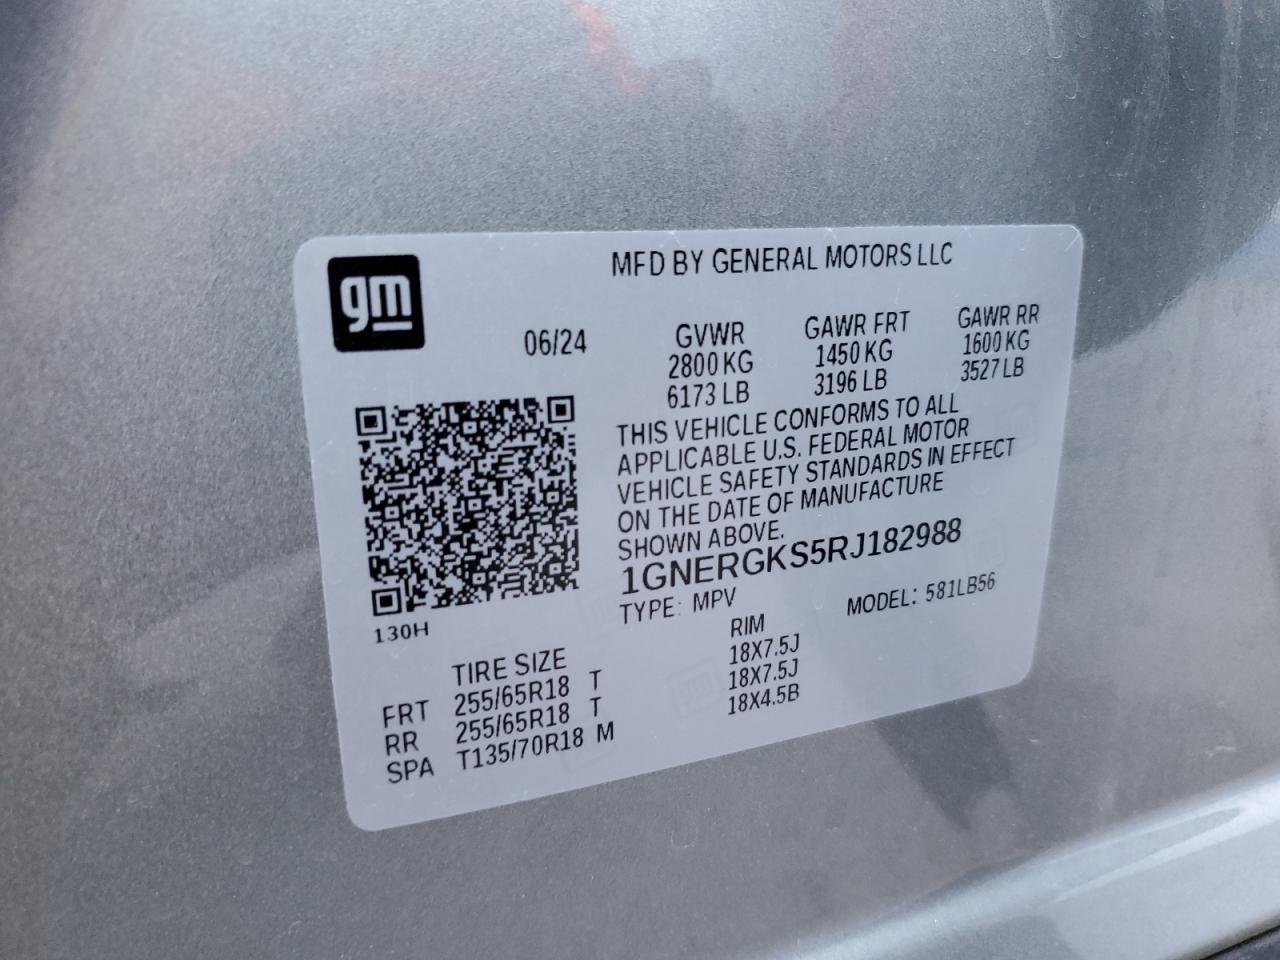 gm
MFD BY GENERAL MOTORS LLC
06/24
GVWR GAWR FRT GAWR RR
2800 KG 1450 KG 1600 KG
6173 LB 3196 LB 3527 LB
THIS VEHICLE CONFORMS TO ALL
APPLICABLE U.S. FEDERAL MOTOR
VEHICLE SAFETY STANDARDS IN EFFECT
ON THE DATE OF MANUFACTURE
SHOWN ABOVE.
1GNERGKS5RJ182988
TYPE: MPV MODEL: 581LB56
130H
TIRE SIZE RIM
FRT 255/65R18 T 18X7.5J
RR 255/65R18 T 18X7.5J
SPA T135/70R18 M 18X4.5B